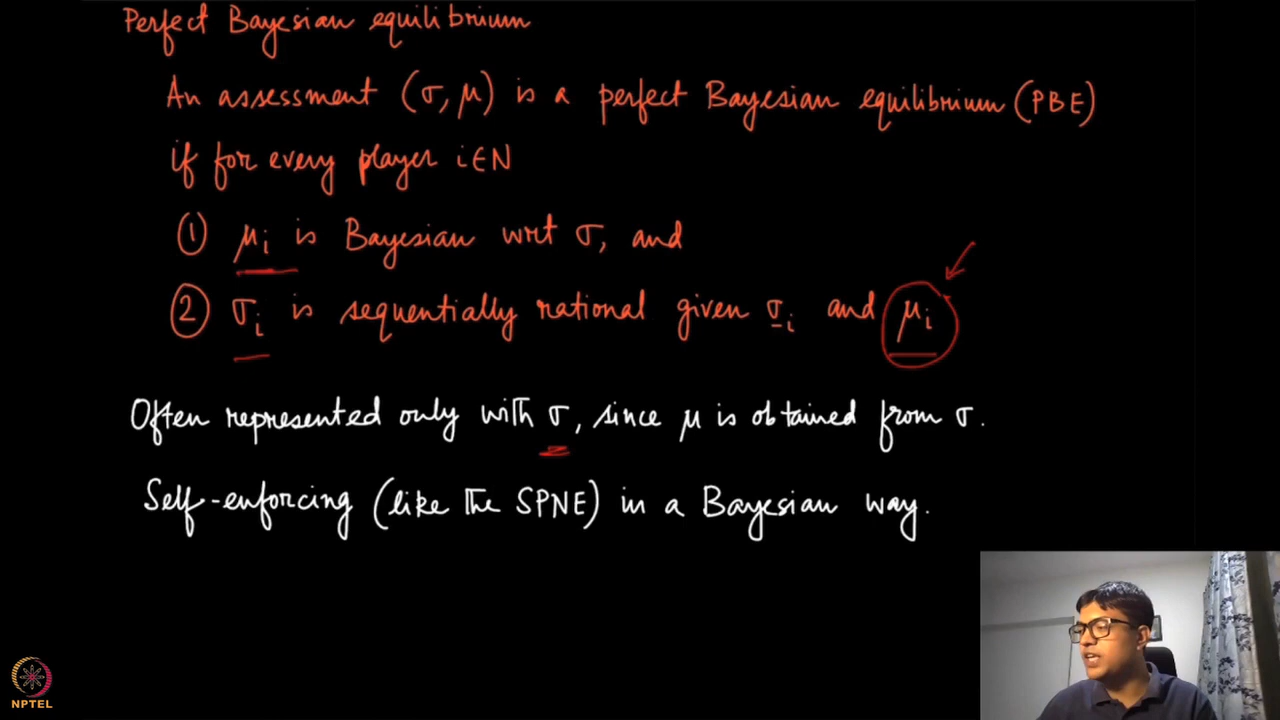 Perfect Bayesian equilibrium
An assessment (σ, μ) is a perfect Bayesian equilibrium (PBE)
if for every player i∈N
① μi is Bayesian wrt σ, and
② σi is sequentially rational given σ-i and μi
Often represented only with σ, since μ is obtained from σ.
Self-enforcing (like the SPNE) in a Bayesian way.
NPTEL